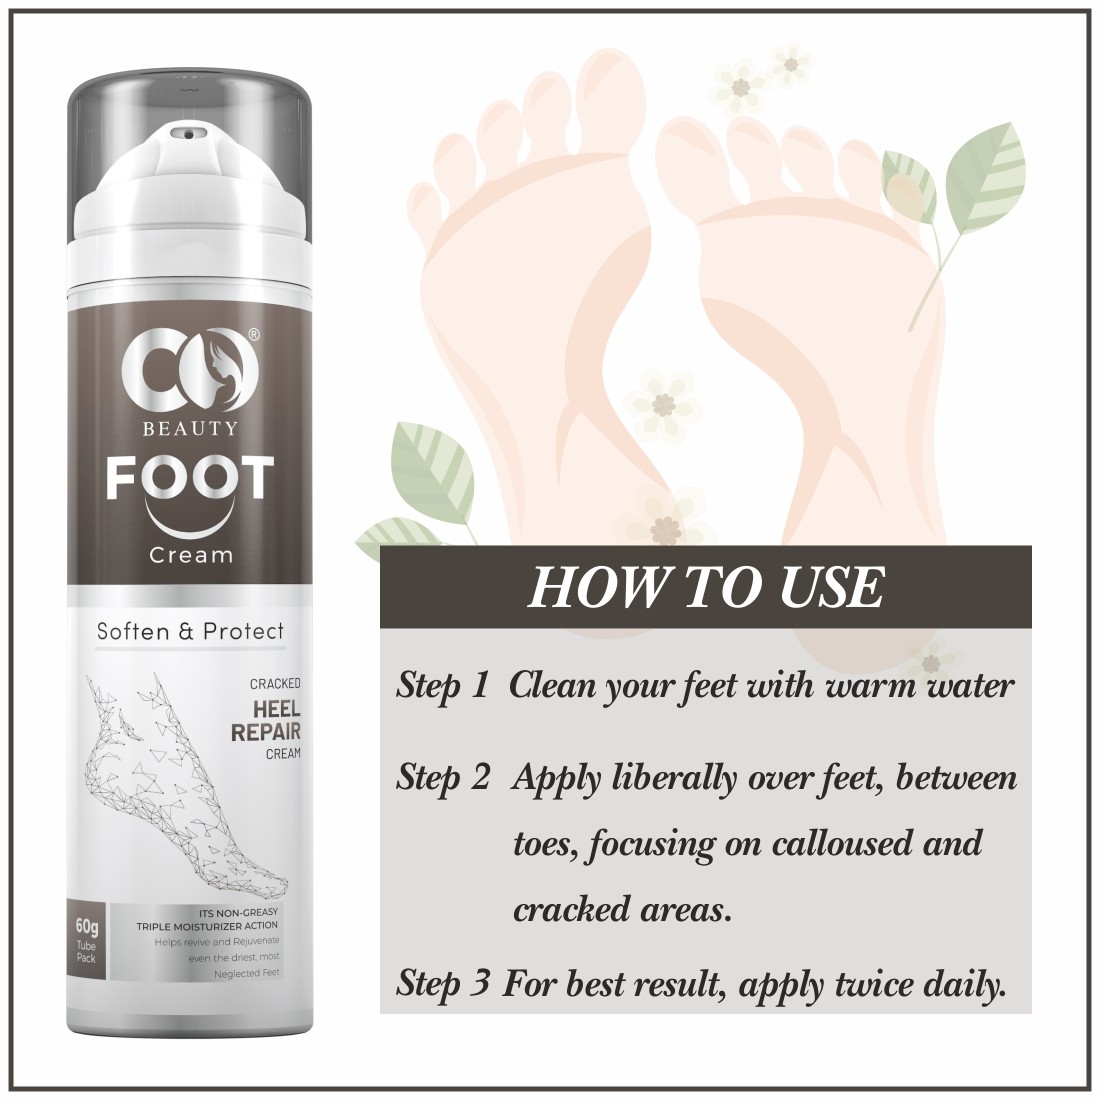 CO®
BEAUTY
FOOT
Cream
Soften & Protect
CRACKED
HEEL
REPAIR
CREAM
60g
Tube
Pack
ITS NON-GREASY
TRIPLE MOISTURIZER ACTION
Helps revive and Rejuvenate
even the driest, most
Neglected Feet
HOW TO USE
Step 1 Clean your feet with warm water
Step 2 Apply liberally over feet, between
toes, focusing on calloused and
cracked areas.
Step 3 For best result, apply twice daily.